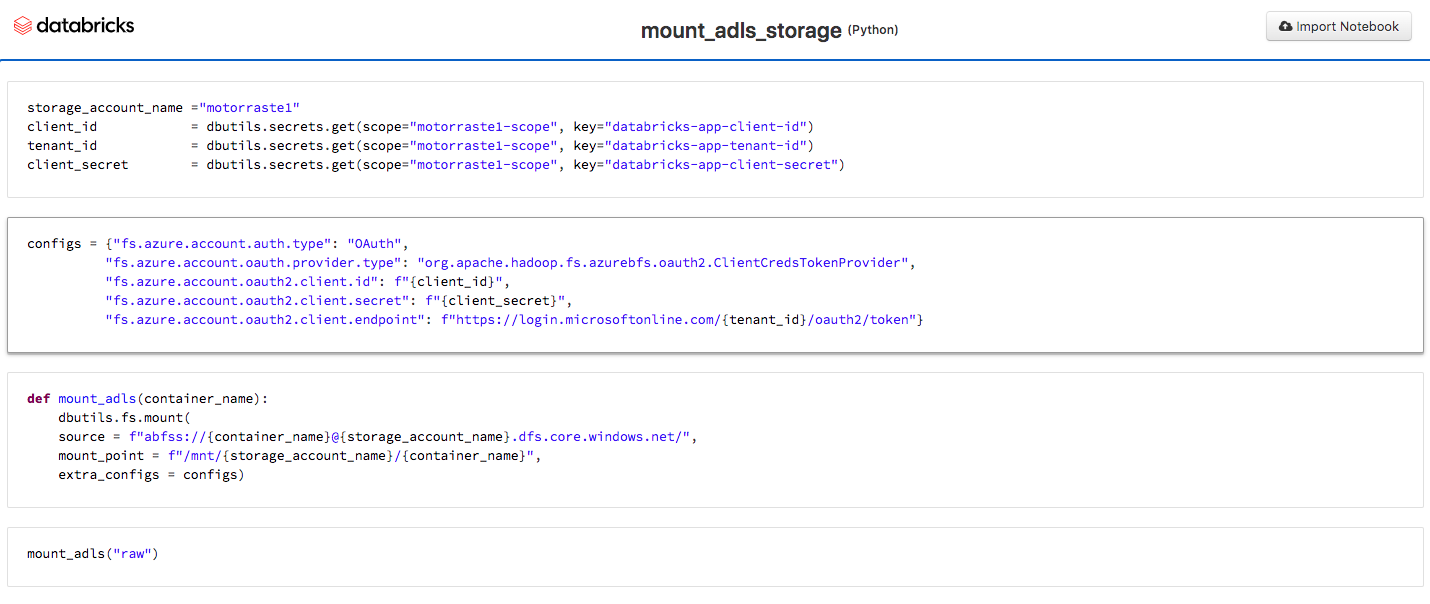 databricks
mount_adls_storage (Python)
Import Notebook
storage_account_name ="motorraste1"
client_id            = dbutils.secrets.get(scope="motorraste1-scope", key="databricks-app-client-id")
tenant_id            = dbutils.secrets.get(scope="motorraste1-scope", key="databricks-app-tenant-id")
client_secret        = dbutils.secrets.get(scope="motorraste1-scope", key="databricks-app-client-secret")
configs = {"fs.azure.account.auth.type": "OAuth",
          "fs.azure.account.oauth.provider.type": "org.apache.hadoop.fs.azurebfs.oauth2.ClientCredsTokenProvider",
          "fs.azure.account.oauth2.client.id": f"{client_id}",
          "fs.azure.account.oauth2.client.secret": f"{client_secret}",
          "fs.azure.account.oauth2.client.endpoint": f"https://login.microsoftonline.com/{tenant_id}/oauth2/token"}
def mount_adls(container_name):
    dbutils.fs.mount(
    source = f"abfss://{container_name}@{storage_account_name}.dfs.core.windows.net/",
    mount_point = f"/mnt/{storage_account_name}/{container_name}",
    extra_configs = configs)
mount_adls("raw")